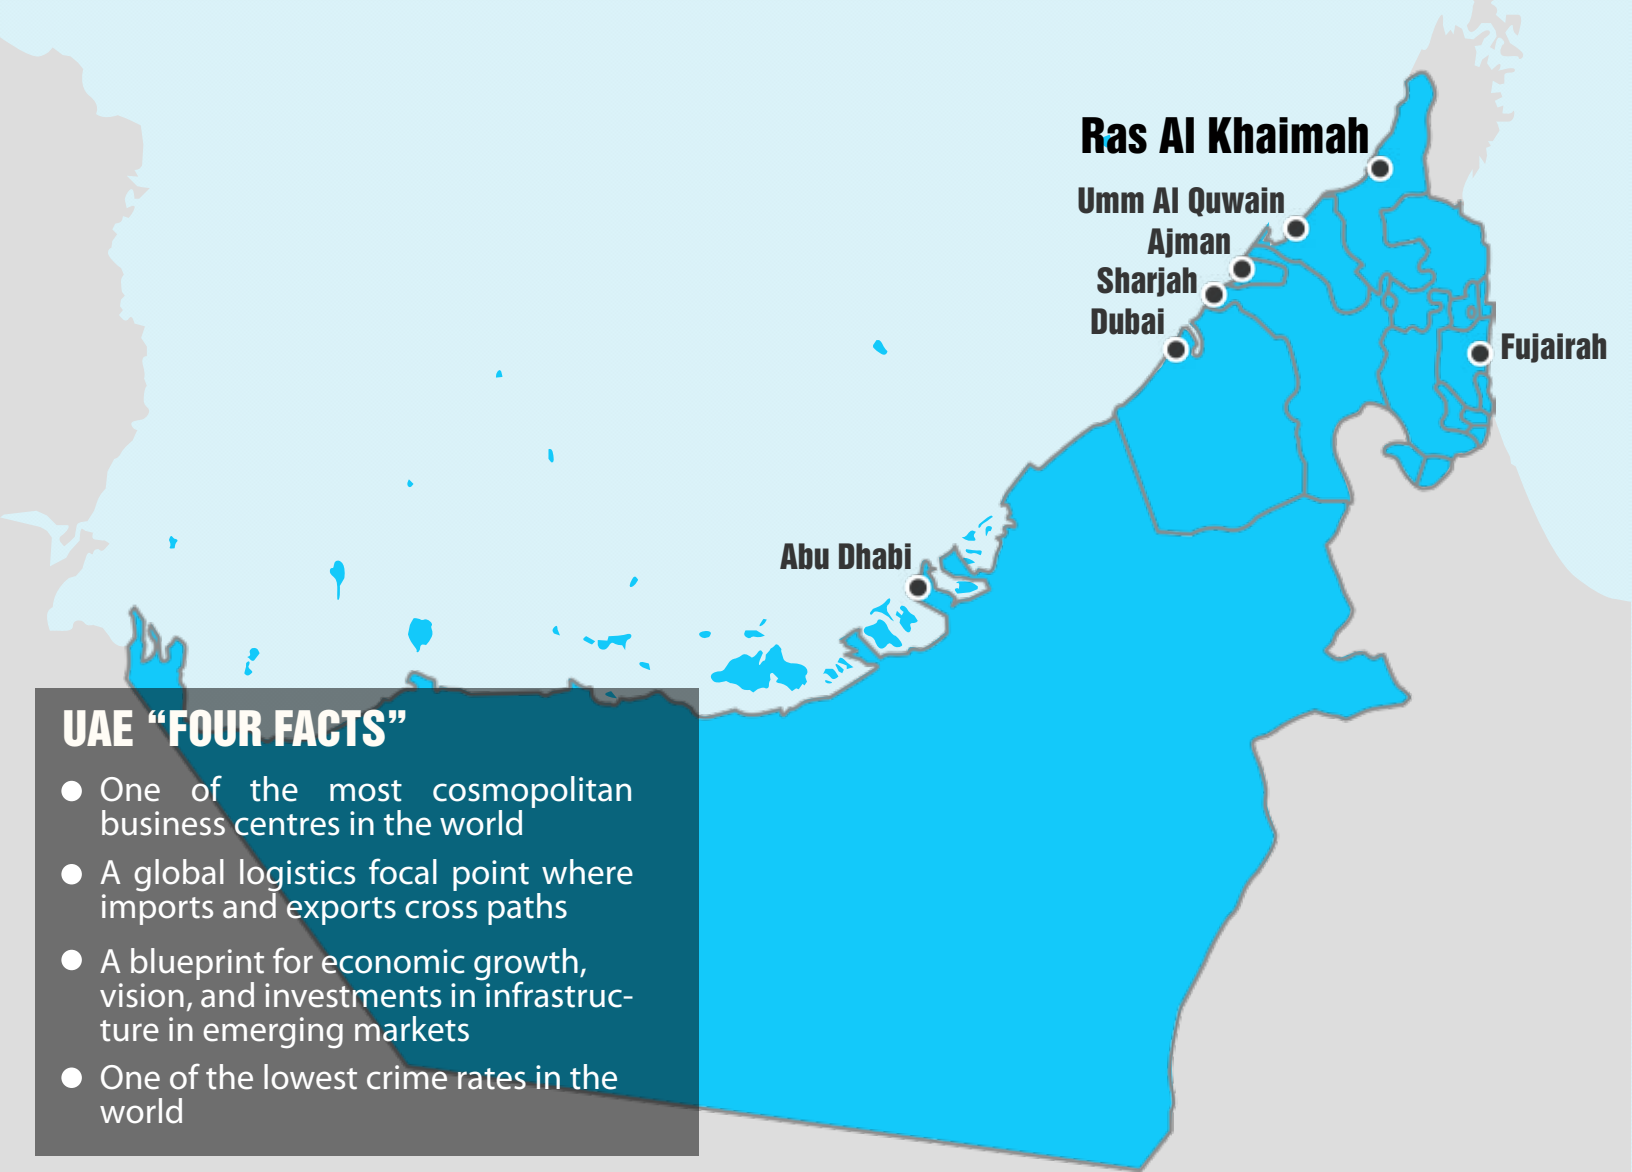 Ras Al Khaimah
Umm Al Quwain
Ajman
Sharjah
Dubai
Fujairah
Abu Dhabi
UAE “FOUR FACTS”
● One of the most cosmopolitan
business centres in the world
● A global logistics focal point where
imports and exports cross paths
● A blueprint for economic growth,
vision, and investments in infrastruc-
ture in emerging markets
● One of the lowest crime rates in the
world